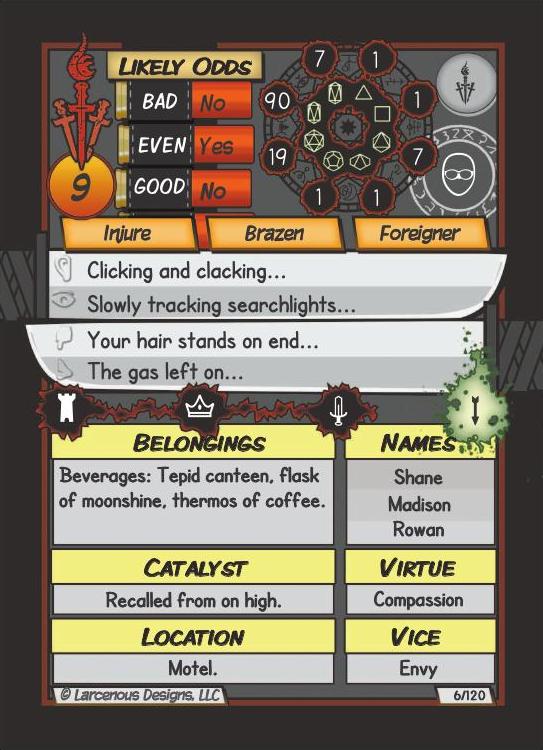 LIKELY ODDS
BAD No
EVEN Yes
GOOD No
9
7 1
90 1
19 7
1 1
Injure Brazen Foreigner
Clicking and clacking...
Slowly tracking searchlights...
Your hair stands on end...
The gas left on...
BELONGINGS
Beverages: Tepid canteen, flask
of moonshine, thermos of coffee.
NAMES
Shane
Madison
Rowan
CATALYST
Recalled from on high.
VIRTUE
Compassion
LOCATION
Motel.
VICE
Envy
© Larcenous Designs, LLC
6/120